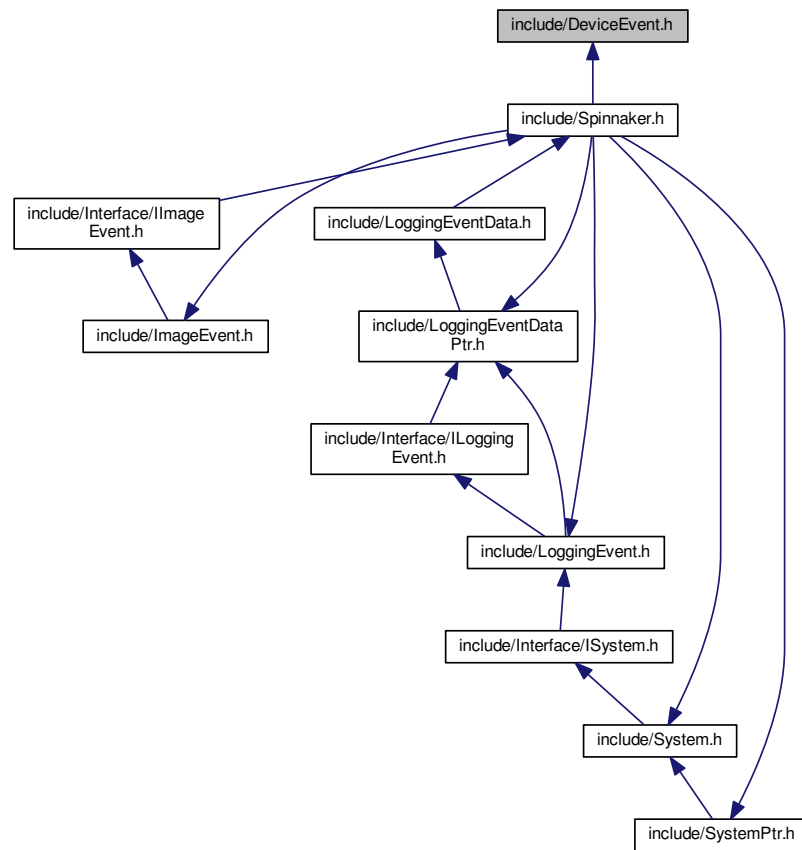 include/DeviceEvent.h
include/Spinnaker.h
include/Interface/IImage
Event.h
include/LoggingEventData.h
include/ImageEvent.h
include/LoggingEventData
Ptr.h
include/Interface/ILogging
Event.h
include/LoggingEvent.h
include/Interface/ISystem.h
include/System.h
include/SystemPtr.h